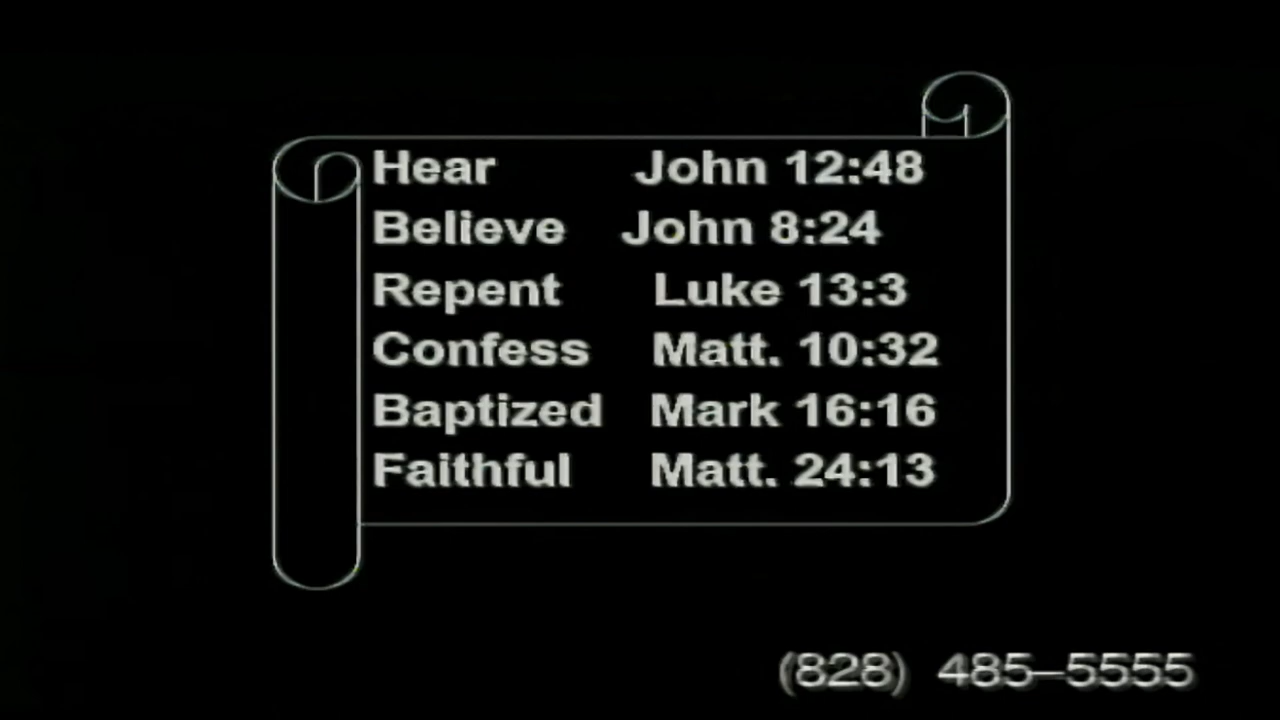 Hear John 12:48
Believe John 8:24
Repent Luke 13:3
Confess Matt. 10:32
Baptized Mark 16:16
Faithful Matt. 24:13
(828) 485–5555